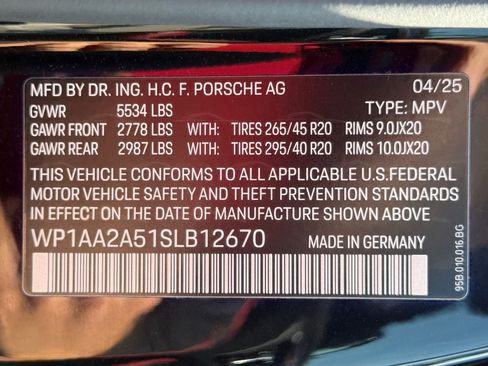 MFD BY DR. ING. H.C. F. PORSCHE AG 04/25
GVWR 5534 LBS TYPE: MPV
GAWR FRONT 2778 LBS WITH: TIRES 265/45 R20 RIMS 9.0JX20
GAWR REAR 2987 LBS WITH: TIRES 295/40 R20 RIMS 10.0JX20
THIS VEHICLE CONFORMS TO ALL APPLICABLE U.S.FEDERAL
MOTOR VEHICLE SAFETY AND THEFT PREVENTION STANDARDS
IN EFFECT ON THE DATE OF MANUFACTURE SHOWN ABOVE
WP1AA2A51SLB12670 MADE IN GERMANY
95B.010.016.BG